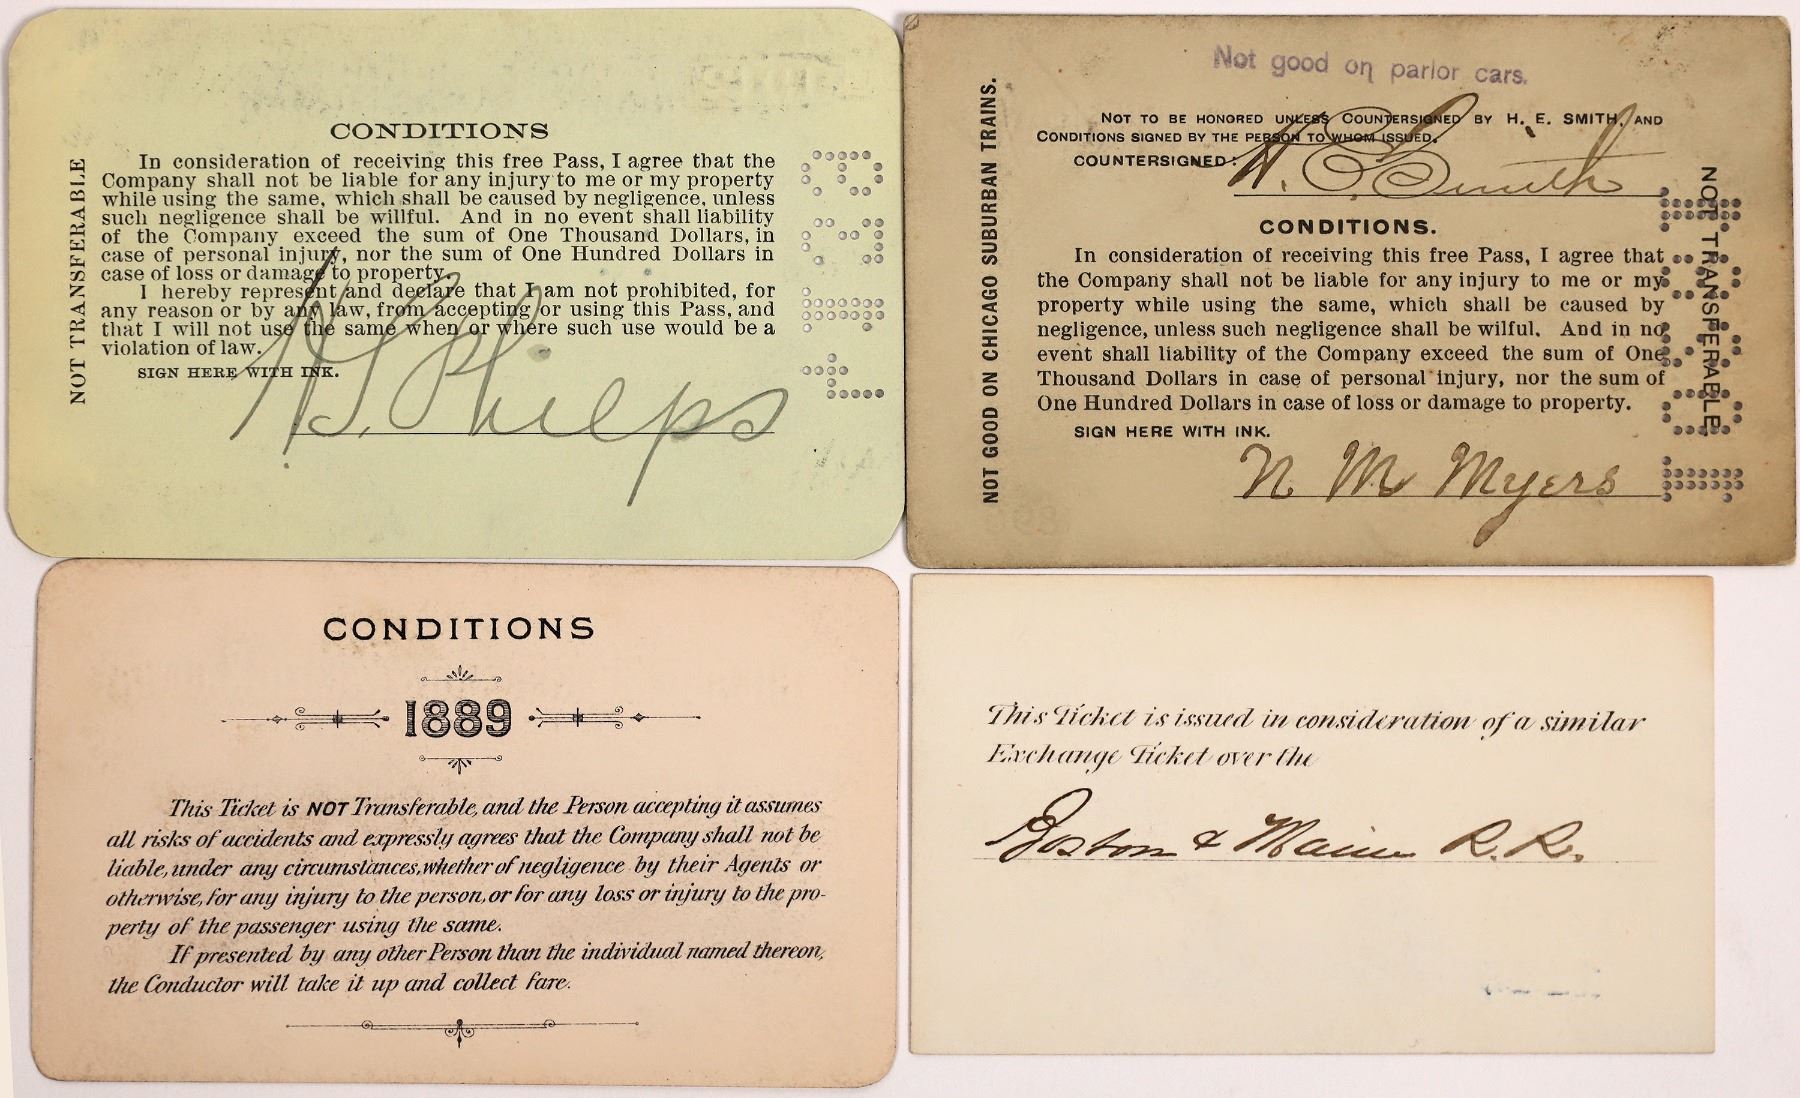 CONDITIONS
In consideration of receiving this free Pass, I agree that the
Company shall not be liable for any injury to me or my property
while using the same, which shall be caused by negligence, unless
such negligence shall be willful. And in no event shall liability
of the Company exceed the sum of One Thousand Dollars, in
case of personal injury, nor the sum of One Hundred Dollars in
case of loss or damage to property.
I hereby represent and declare that I am not prohibited, for
any reason or by any law, from accepting or using this Pass, and
that I will not use the same when or where such use would be a
violation of law.
SIGN HERE WITH INK.
Phelps
NOT TRANSFERABLE
Not good on parlor cars.
NOT TO BE HONORED UNLESS COUNTERSIGNED BY H. E. SMITH, AND
CONDITIONS SIGNED BY THE PERSON TO WHOM ISSUED.
COUNTERSIGNED: H. E. Smith
CONDITIONS.
In consideration of receiving this free Pass, I agree that
the Company shall not be liable for any injury to me or my
property while using the same, which shall be caused by
negligence, unless such negligence shall be wilful. And in no
event shall liability of the Company exceed the sum of One
Thousand Dollars in case of personal injury, nor the sum of
One Hundred Dollars in case of loss or damage to property.
SIGN HERE WITH INK.
N M Myers
NOT GOOD ON CHICAGO SUBURBAN TRAINS.
NOT TRANSFERABLE
CONDITIONS
1889
This Ticket is NOT Transferable, and the Person accepting it assumes
all risks of accidents and expressly agrees that the Company shall not be
liable, under any circumstances, whether of negligence by their Agents or
otherwise, for any injury to the person, or for any loss or injury to the pro-
perty of the passenger using the same.
If presented by any other Person than the individual named thereon,
the Conductor will take it up and collect fare.
This Ticket is issued in consideration of a similar
Exchange Ticket over the
Boston & Maine R. R.